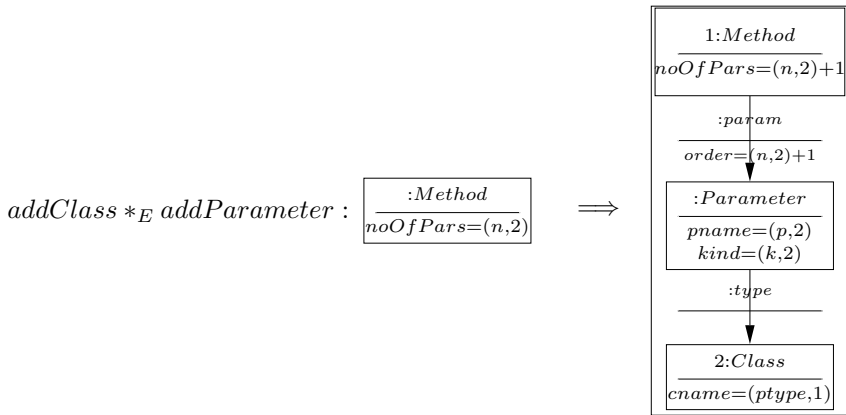 1:Method
noOfPars=(n,2)+1
:param
order=(n,2)+1
addClass ∗E addParameter : :Method ⟹
noOfPars=(n,2)
:Parameter
pname=(p,2)
kind=(k,2)
:type
2:Class
cname=(ptype,1)